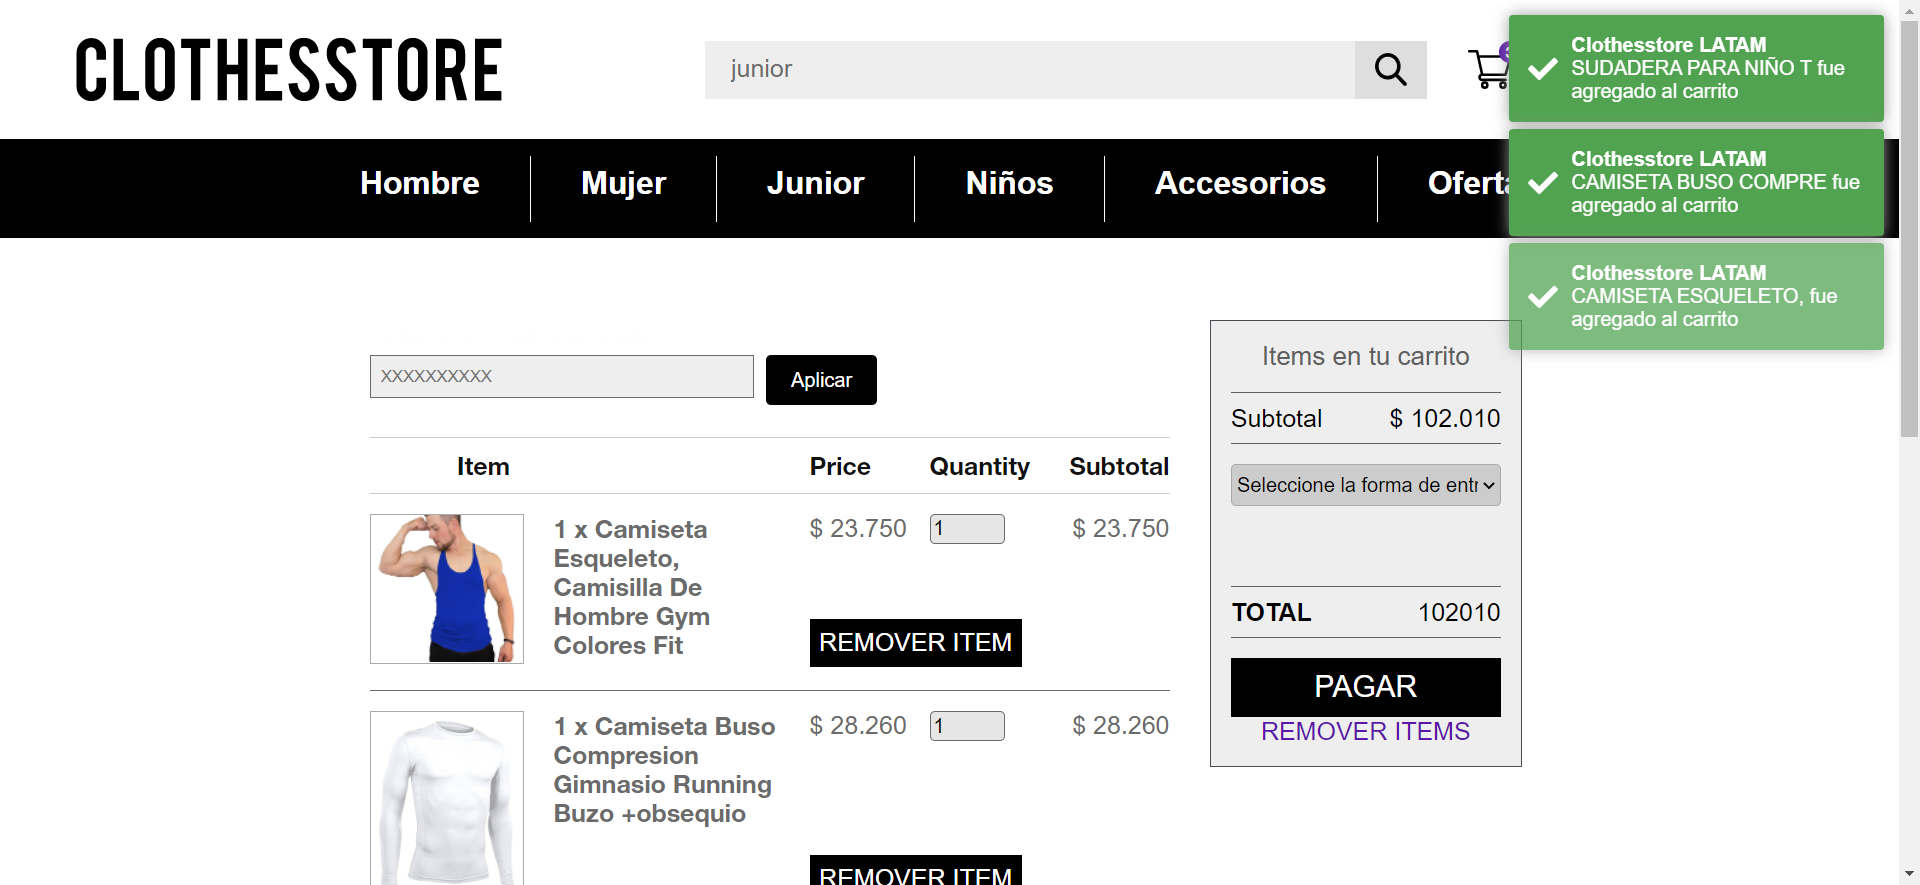 CLOTHESSTORE
junior
Clothesstore LATAM
SUDADERA PARA NIÑO T fue
agregado al carrito
Hombre
Mujer
Junior
Niños
Accesorios
Clothesstore LATAM
CAMISETA BUSO COMPRE fue
agregado al carrito
Clothesstore LATAM
CAMISETA ESQUELETO, fue
agregado al carrito
XXXXXXXXXX
Aplicar
Item
Price
Quantity
Subtotal
1 x Camiseta
Esqueleto,
Camisilla De
Hombre Gym
Colores Fit
$ 23.750
1
$ 23.750
REMOVER ITEM
1 x Camiseta Buso
Compresion
Gimnasio Running
Buzo +obsequio
$ 28.260
1
$ 28.260
REMOVER ITEM
Items en tu carrito
Subtotal
$ 102.010
Seleccione la forma de entr
TOTAL
102010
PAGAR
REMOVER ITEMS